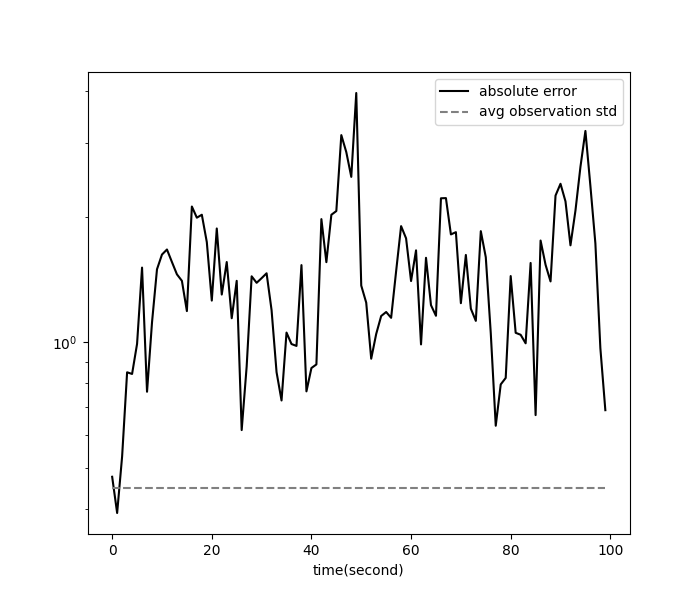 absolute error
avg observation std
10⁰
0
20
40
60
80
100
time(second)